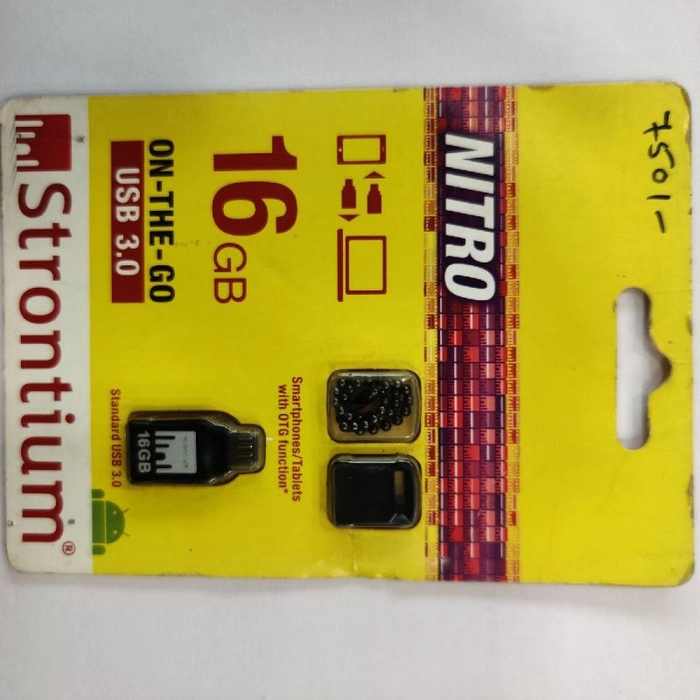 7501-
NITRO
16GB
ON-THE-GO
USB 3.0
Smartphones/Tablets
with OTG function*
16GB
Standard USB 3.0
Strontium®